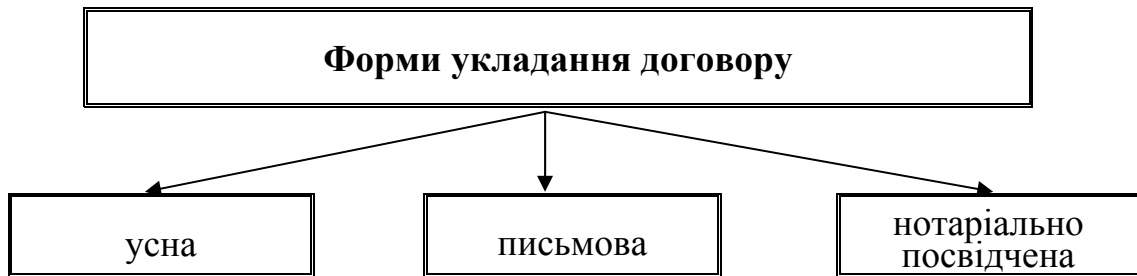 Форми укладання договору
усна
письмова
нотаріально
посвідчена